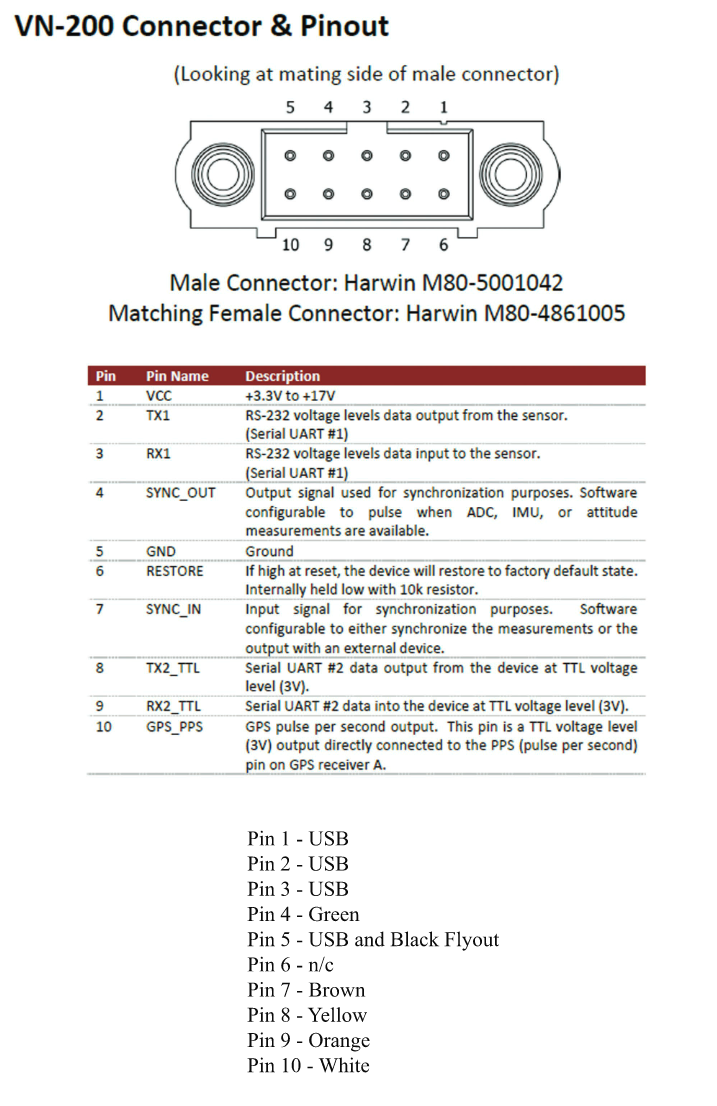 VN-200 Connector & Pinout
(Looking at mating side of male connector)
5 4 3 2 1
10 9 8 7 6
Male Connector: Harwin M80-5001042
Matching Female Connector: Harwin M80-4861005
Pin Pin Name Description
1 VCC +3.3V to +17V
2 TX1 RS-232 voltage levels data output from the sensor.
(Serial UART #1)
3 RX1 RS-232 voltage levels data input to the sensor.
(Serial UART #1)
4 SYNC_OUT Output signal used for synchronization purposes. Software
configurable to pulse when ADC, IMU, or attitude
measurements are available.
5 GND Ground
6 RESTORE If high at reset, the device will restore to factory default state.
Internally held low with 10k resistor.
7 SYNC_IN Input signal for synchronization purposes. Software
configurable to either synchronize the measurements or the
output with an external device.
8 TX2_TTL Serial UART #2 data output from the device at TTL voltage
level (3V).
9 RX2_TTL Serial UART #2 data into the device at TTL voltage level (3V).
10 GPS_PPS GPS pulse per second output. This pin is a TTL voltage level
(3V) output directly connected to the PPS (pulse per second)
pin on GPS receiver A.
Pin 1 - USB
Pin 2 - USB
Pin 3 - USB
Pin 4 - Green
Pin 5 - USB and Black Flyout
Pin 6 - n/c
Pin 7 - Brown
Pin 8 - Yellow
Pin 9 - Orange
Pin 10 - White